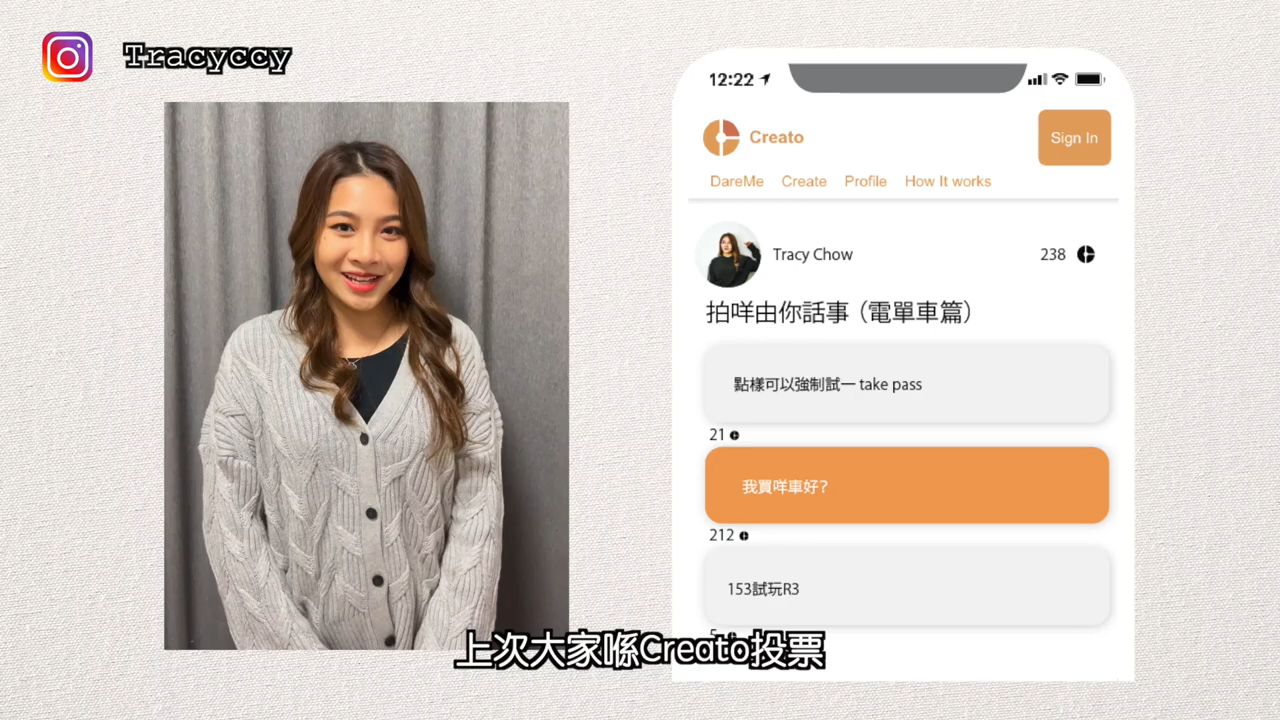 Tracyccy
12:22
Creato
Sign In
DareMe Create Profile How It works
Tracy Chow 238
拍咩由你話事（電單車篇）
點樣可以強制試一 take pass
21
我買咩車好?
212
153試玩R3
上次大家喺Creato投票